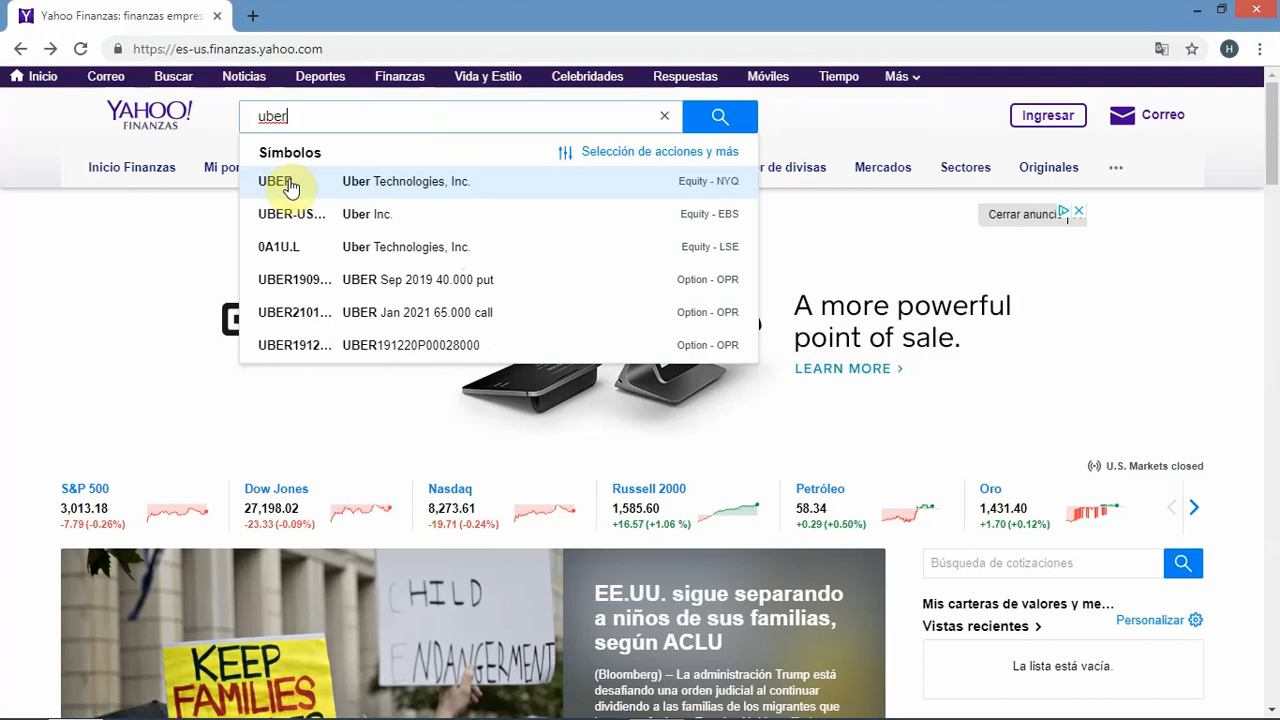 Yahoo Finanzas: finanzas empres
https://es-us.finanzas.yahoo.com
H
Inicio Correo Buscar Noticias Deportes Finanzas Vida y Estilo Celebridades Respuestas Móviles Tiempo Más
YAHOO!
FINANZAS
uber
Ingresar
Correo
Símbolos
Selección de acciones y más
Inicio Finanzas Mi por
r de divisas Mercados Sectores Originales
UBER Uber Technologies, Inc. Equity - NYQ
UBER-US... Uber Inc. Equity - EBS
0A1U.L Uber Technologies, Inc. Equity - LSE
UBER1909... UBER Sep 2019 40.000 put Option - OPR
UBER2101... UBER Jan 2021 65.000 call Option - OPR
UBER1912... UBER191220P00028000 Option - OPR
Cerrar anuncio
A more powerful
point of sale.
LEARN MORE >
U.S. Markets closed
S&P 500 Dow Jones Nasdaq Russell 2000 Petróleo Oro
3,013.18 27,198.02 8,273.61 1,585.60 58.34 1,431.40
-7.79 (-0.26%) -23.33 (-0.09%) -19.71 (-0.24%) +16.57 (+1.06 %) +0.29 (+0.50%) +1.70 (+0.12%)
KEEP
FAMILIES
CHILD
ENDANGERMENT
EE.UU. sigue separando
a niños de sus familias,
según ACLU
(Bloomberg) – La administración Trump está
desafiando una orden judicial al continuar
dividiendo a las familias de migrantes que
Búsqueda de cotizaciones
Mis carteras de valores y me...
Vistas recientes >
Personalizar
La lista está vacía.